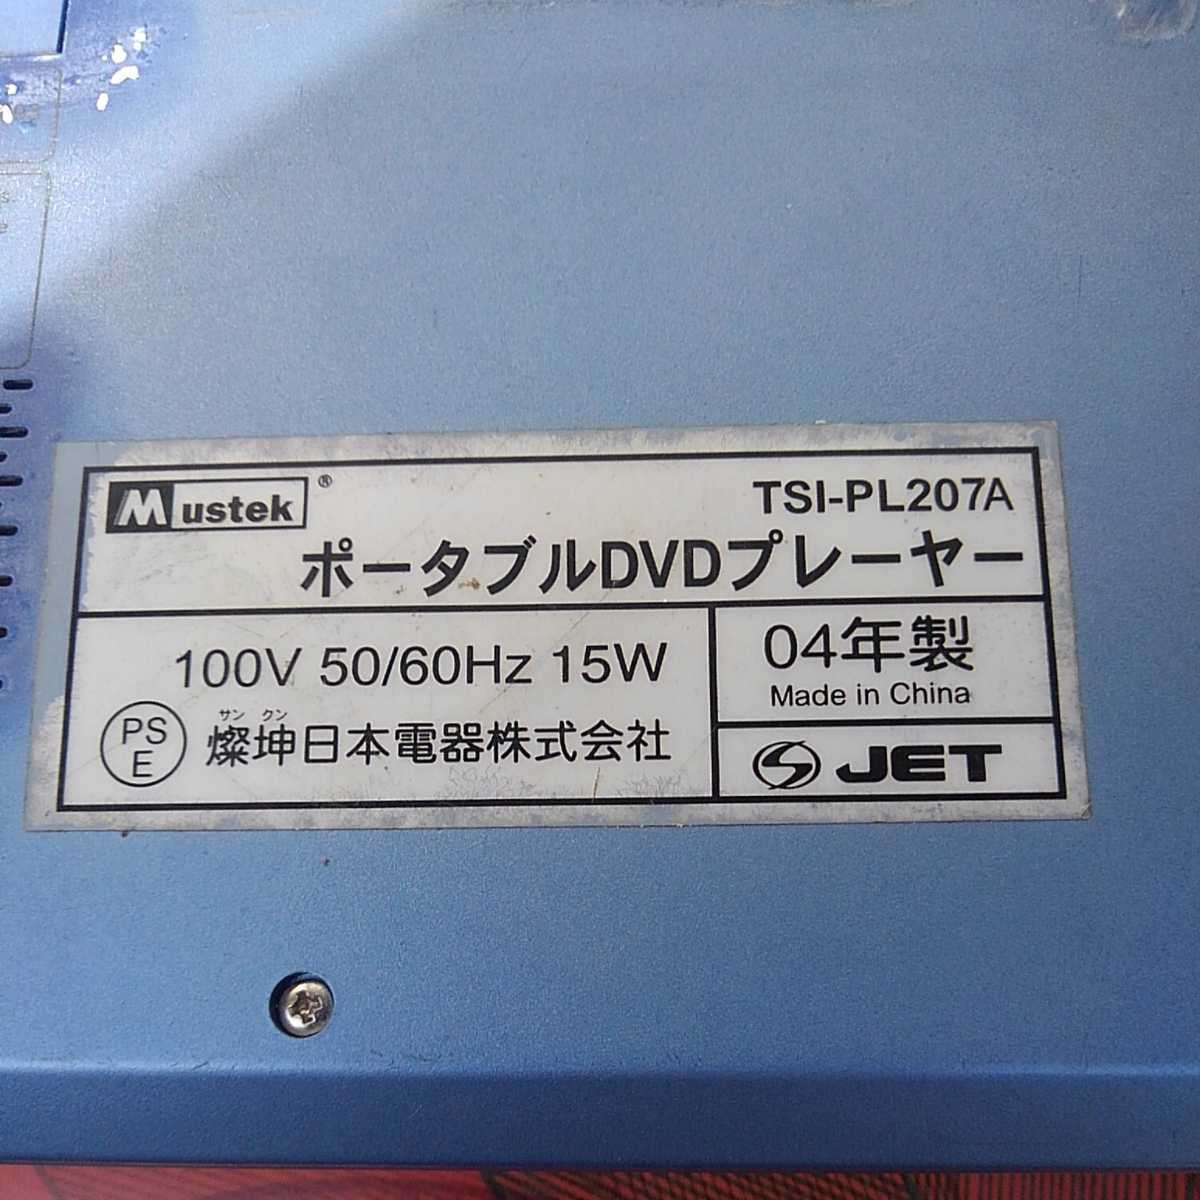 Mustek®
TSI-PL207A
ポータブルDVDプレーヤー
100V 50/60Hz 15W
04年製
Made in China
PS
E
サン クン
燦坤日本電器株式会社
JET